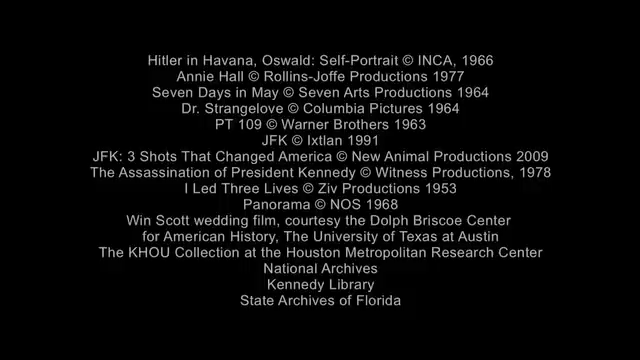 Hitler in Havana, Oswald: Self-Portrait © INCA, 1966
Annie Hall © Rollins-Joffe Productions 1977
Seven Days in May © Seven Arts Productions 1964
Dr. Strangelove © Columbia Pictures 1964
PT 109 © Warner Brothers 1963
JFK © Ixtlan 1991
JFK: 3 Shots That Changed America © New Animal Productions 2009
The Assassination of President Kennedy © Witness Productions, 1978
I Led Three Lives © Ziv Productions 1953
Panorama © NOS 1968
Win Scott wedding film, courtesy the Dolph Briscoe Center
for American History, The University of Texas at Austin
The KHOU Collection at the Houston Metropolitan Research Center
National Archives
Kennedy Library
State Archives of Florida